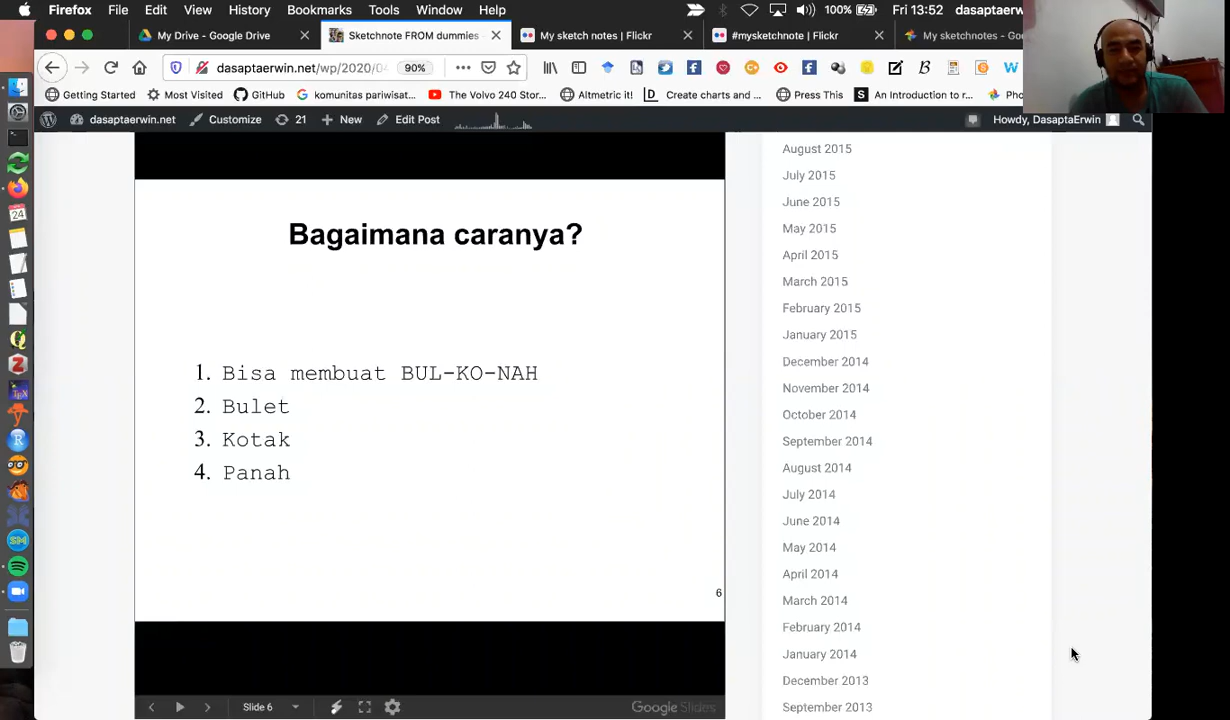 Firefox File Edit View History Bookmarks Tools Window Help 100% Fri 13:52 dasaptaerw
My Drive - Google Drive
Sketchnote FROM dummies
My sketch notes | Flickr
#mysketchnote | Flickr
My sketchnotes - Goo
dasaptaerwin.net/wp/2020/04
90%
Getting Started
Most Visited
GitHub
komunitas pariwisat...
The Volvo 240 Stor...
Altmetric it!
Create charts and ...
Press This
An Introduction to r...
Pho
dasaptaerwin.net
Customize
21
New
Edit Post
Howdy, DasaptaErwin
Bagaimana caranya?
1. Bisa membuat BUL-KO-NAH
2. Bulet
3. Kotak
4. Panah
6
Slide 6
Google Slides
August 2015
July 2015
June 2015
May 2015
April 2015
March 2015
February 2015
January 2015
December 2014
November 2014
October 2014
September 2014
August 2014
July 2014
June 2014
May 2014
April 2014
March 2014
February 2014
January 2014
December 2013
September 2013